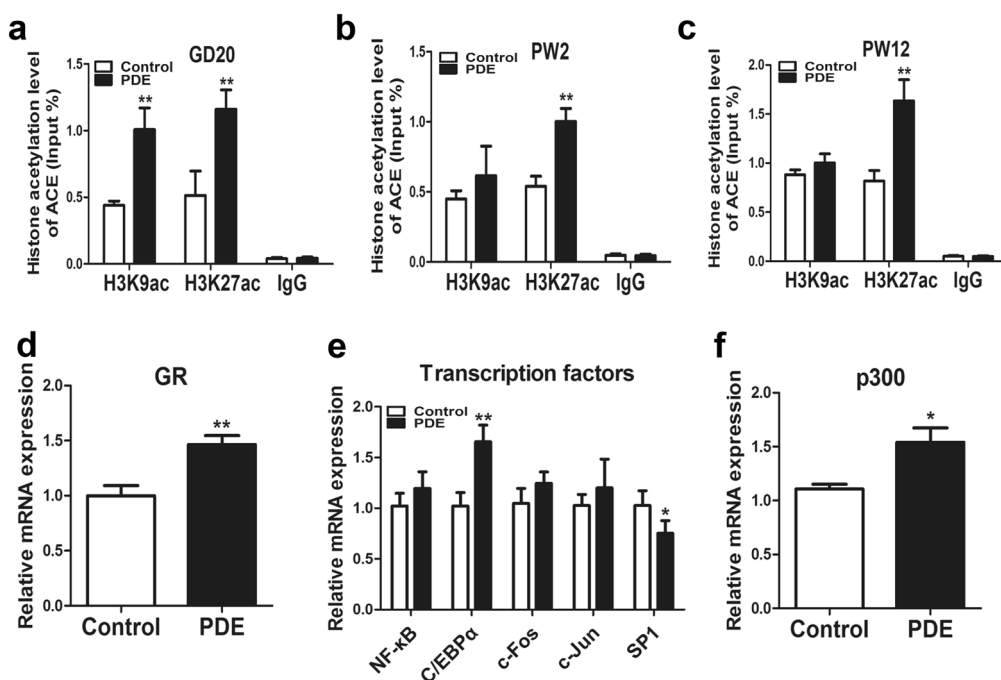 a
GD20
Histone acetylation level
of ACE (Input %)
Control
PDE
1.5
1.0
0.5
0.0
**
**
H3K9ac
H3K27ac
IgG
b
PW2
Histone acetylation level
of ACE (Input %)
Control
PDE
1.5
1.0
0.5
0.0
**
H3K9ac
H3K27ac
IgG
c
PW12
Histone acetylation level
of ACE (Input %)
Control
PDE
2.0
1.5
1.0
0.5
0.0
**
H3K9ac
H3K27ac
IgG
d
GR
Relative mRNA expression
2.0
1.5
1.0
0.5
0.0
**
Control
PDE
e
Transcription factors
Relative mRNA expression
Control
PDE
2.0
1.5
1.0
0.5
0.0
**
*
NF-κB
C/EBPα
c-Fos
c-Jun
SP1
f
p300
Relative mRNA expression
2.0
1.5
1.0
0.5
0.0
*
Control
PDE